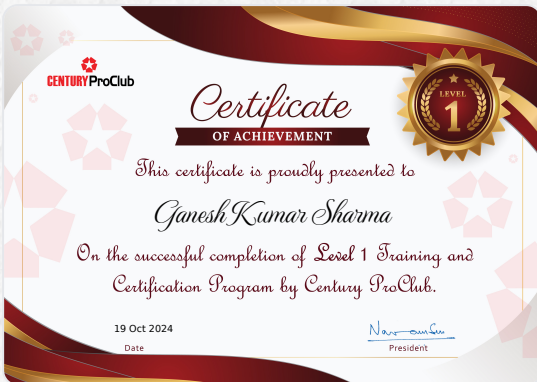 CENTURY ProClub
Certificate
OF ACHIEVEMENT
LEVEL
1
This certificate is proudly presented to
Ganesh Kumar Sharma
On the successful completion of Level 1 Training and
Certification Program by Century ProClub.
19 Oct 2024
Date
President